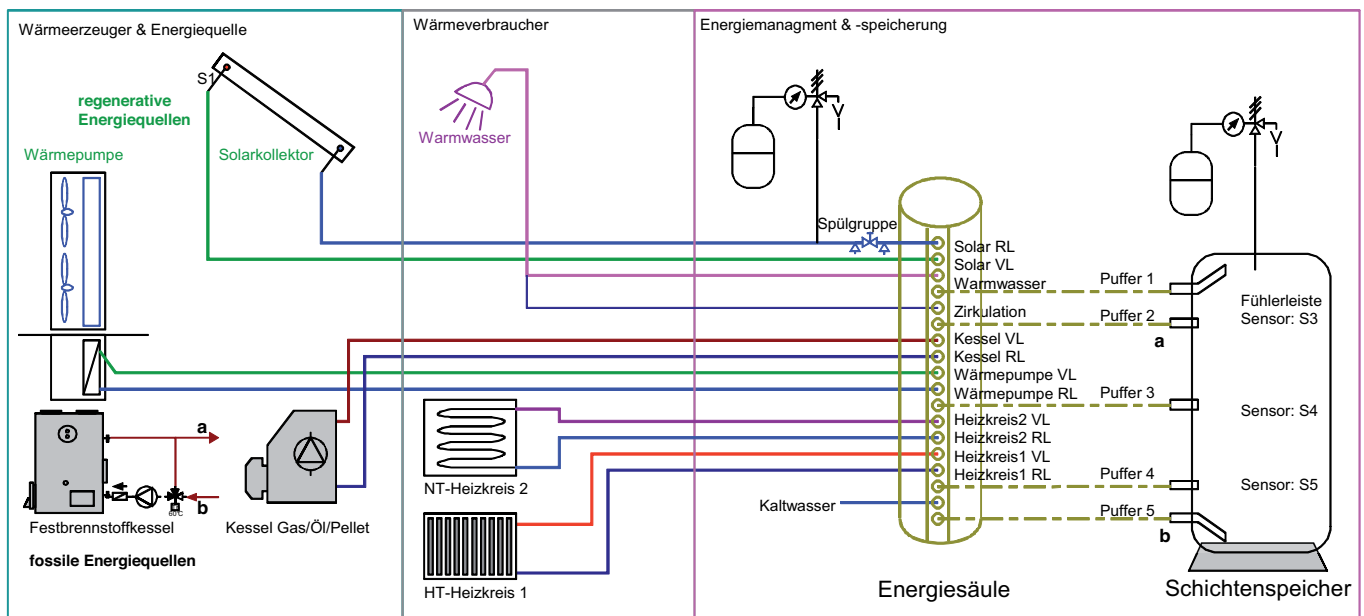 Wärmeerzeuger & Energiequelle
S1
regenerative
Energiequellen
Wärmepumpe
Solarkollektor
a
b
60°C
Festbrennstoffkessel
Kessel Gas/Öl/Pellet
fossile Energiequellen
Wärmeverbraucher
Warmwasser
NT-Heizkreis 2
HT-Heizkreis 1
Energiemanagment & -speicherung
Spülgruppe
Solar RL
Solar VL
Warmwasser
Zirkulation
Kessel VL
Kessel RL
Wärmepumpe VL
Wärmepumpe RL
Heizkreis2 VL
Heizkreis2 RL
Heizkreis1 VL
Heizkreis1 RL
Kaltwasser
Puffer 1
Puffer 2
a
Puffer 3
Puffer 4
Puffer 5
b
Fühlerleiste
Sensor: S3
Sensor: S4
Sensor: S5
Energiesäule
Schichtenspeicher